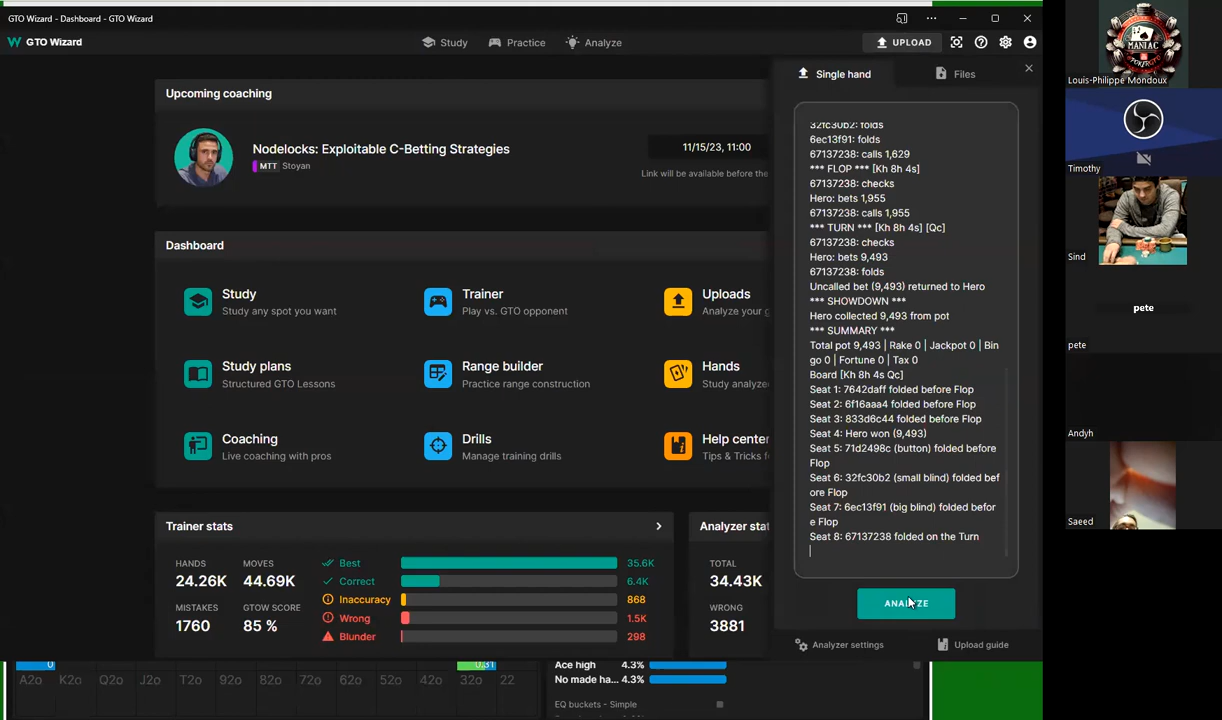 GTO Wizard - Dashboard - GTO Wizard
GTO Wizard
Study
Practice
Analyze
UPLOAD
Upcoming coaching
Nodelocks: Exploitable C-Betting Strategies
MTT Stoyan
11/15/23, 11:00
Link will be available before the
Dashboard
Study
Study any spot you want
Trainer
Play vs. GTO opponent
Uploads
Analyze your g
Study plans
Structured GTO Lessons
Range builder
Practice range construction
Hands
Study analyze
Coaching
Live coaching with pros
Drills
Manage training drills
Help center
Tips & Tricks f
Trainer stats
HANDS
24.26K
MOVES
44.69K
MISTAKES
1760
GTOW SCORE
85 %
Best 35.6K
Correct 6.4K
Inaccuracy 868
Wrong 1.5K
Blunder 298
Analyzer stat
TOTAL
34.43K
WRONG
3881
Single hand
Files
32fc30b2: folds
6ec13f91: folds
67137238: calls 1,629
*** FLOP *** [Kh 8h 4s]
67137238: checks
Hero: bets 1,955
67137238: calls 1,955
*** TURN *** [Kh 8h 4s] [Qc]
67137238: checks
Hero: bets 9,493
67137238: folds
Uncalled bet (9,493) returned to Hero
*** SHOWDOWN ***
Hero collected 9,493 from pot
*** SUMMARY ***
Total pot 9,493 | Rake 0 | Jackpot 0 | Bin
go 0 | Fortune 0 | Tax 0
Board [Kh 8h 4s Qc]
Seat 1: 7642daff folded before Flop
Seat 2: 6f16aaa4 folded before Flop
Seat 3: 833d6c44 folded before Flop
Seat 4: Hero won (9,493)
Seat 5: 71d2498c (button) folded before
Flop
Seat 6: 32fc30b2 (small blind) folded bef
ore Flop
Seat 7: 6ec13f91 (big blind) folded befor
e Flop
Seat 8: 67137238 folded on the Turn
ANALYZE
Analyzer settings
Upload guide
0
0.31
A2o K2o Q2o J2o T2o 92o 82o 72o 62o 52o 42o 32o 22
Ace high 4.3%
No made ha... 4.3%
EQ buckets - Simple
MANIAC
Louis-Philippe Mondoux
Timothy
Sind
pete
pete
Andyh
Saeed